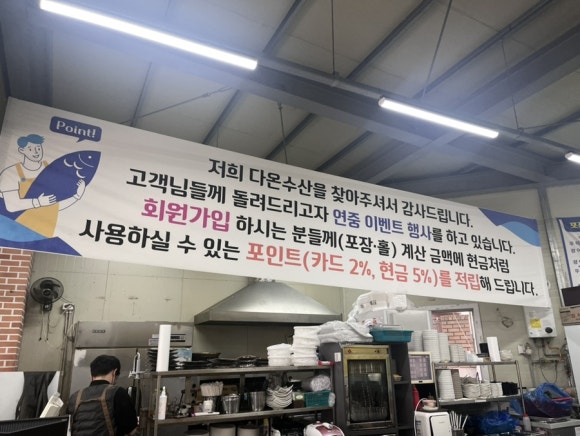 Point!
저희 다온수산을 찾아주셔서 감사드립니다.
고객님들께 돌려드리고자 연중 이벤트 행사를 하고 있습니다.
회원가입 하시는 분들께(포장·홀) 계산 금액에 현금처럼
사용하실 수 있는 포인트(카드 2%, 현금 5%)를 적립해 드립니다.